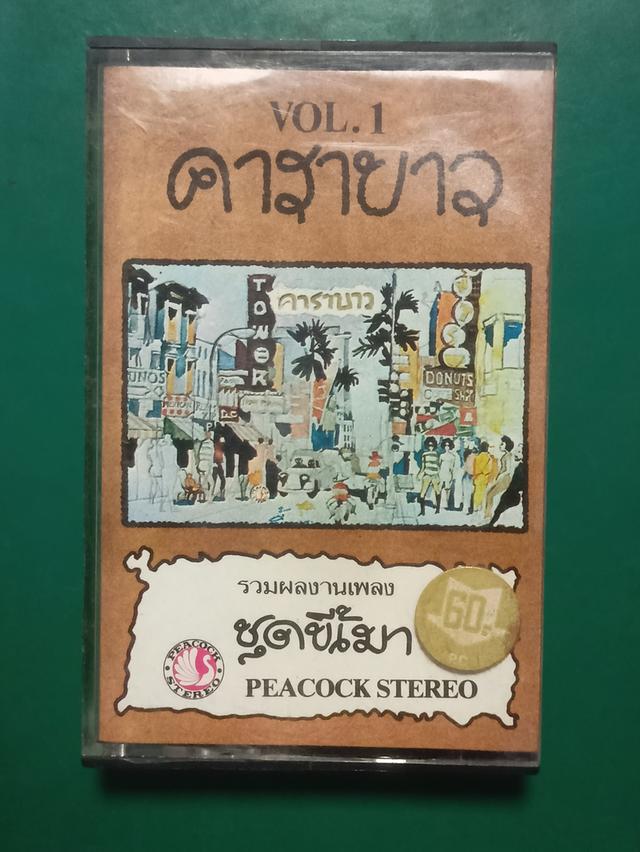 VOL.1
คาราบาว
คาราบาว
TOWER
DONUTS
รวมผลงานเพลง
ชุดขี้เมา
60.-
PEACOCK
STEREO
PEACOCK STEREO